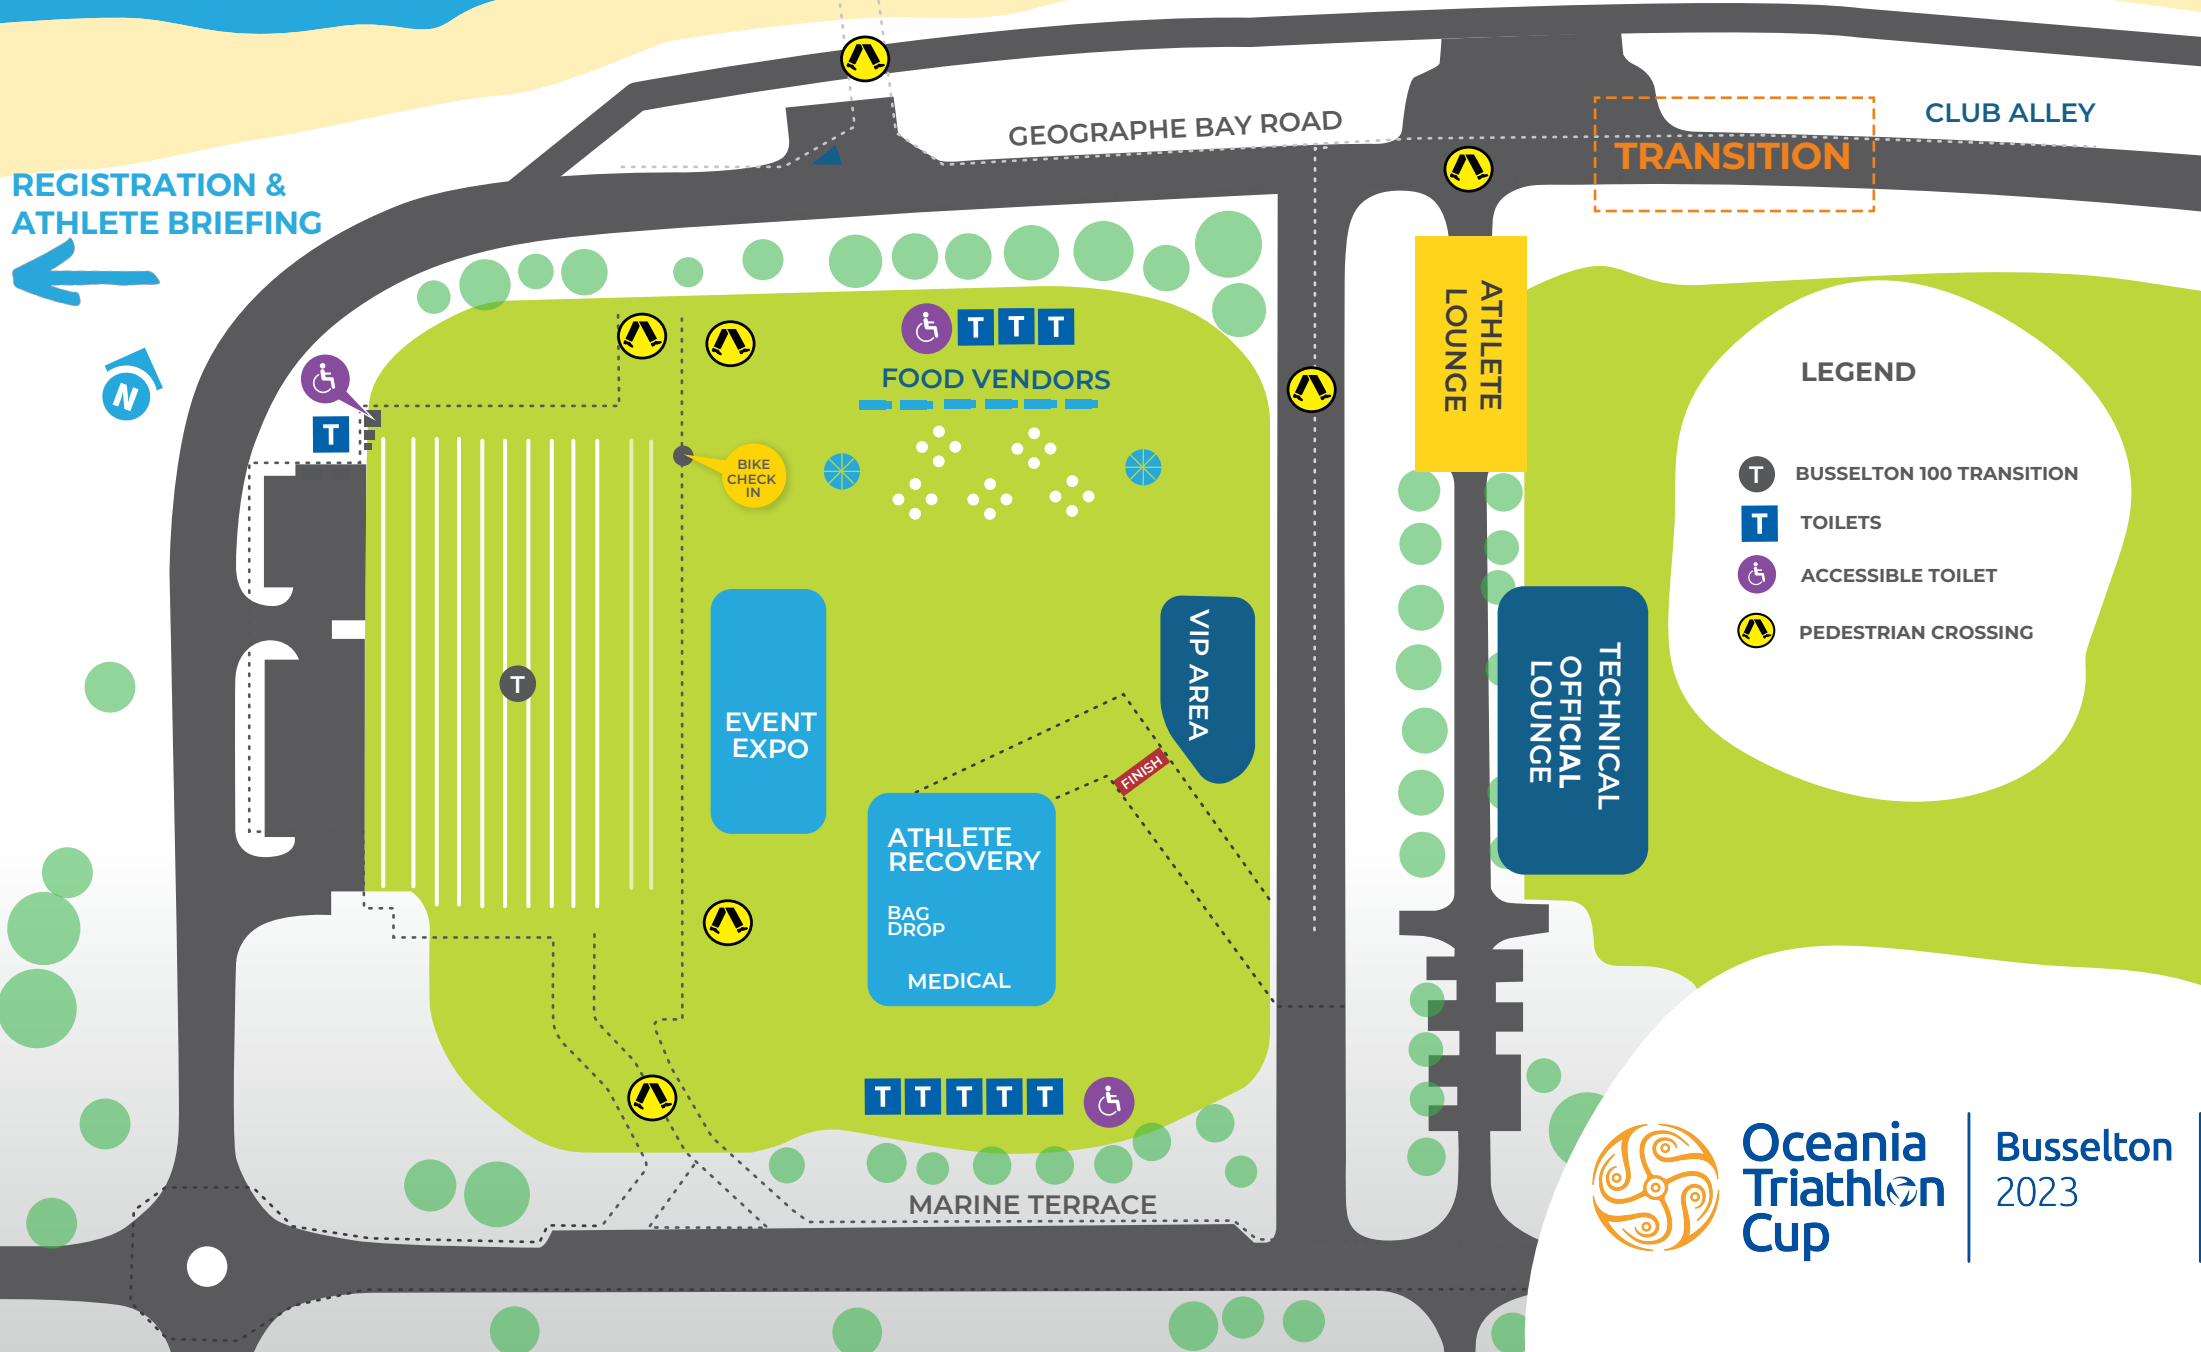 GEOGRAPHE BAY ROAD
CLUB ALLEY
TRANSITION
REGISTRATION &
ATHLETE BRIEFING
N
T
T T T
FOOD VENDORS
BIKE
CHECK
IN
ATHLETE
LOUNGE
LEGEND
T BUSSELTON 100 TRANSITION
T TOILETS
ACCESSIBLE TOILET
PEDESTRIAN CROSSING
T
EVENT
EXPO
VIP AREA
TECHNICAL
OFFICIAL
LOUNGE
FINISH
ATHLETE
RECOVERY
BAG
DROP
MEDICAL
T T T T T
MARINE TERRACE
Oceania
Triathlon
Cup
Busselton
2023